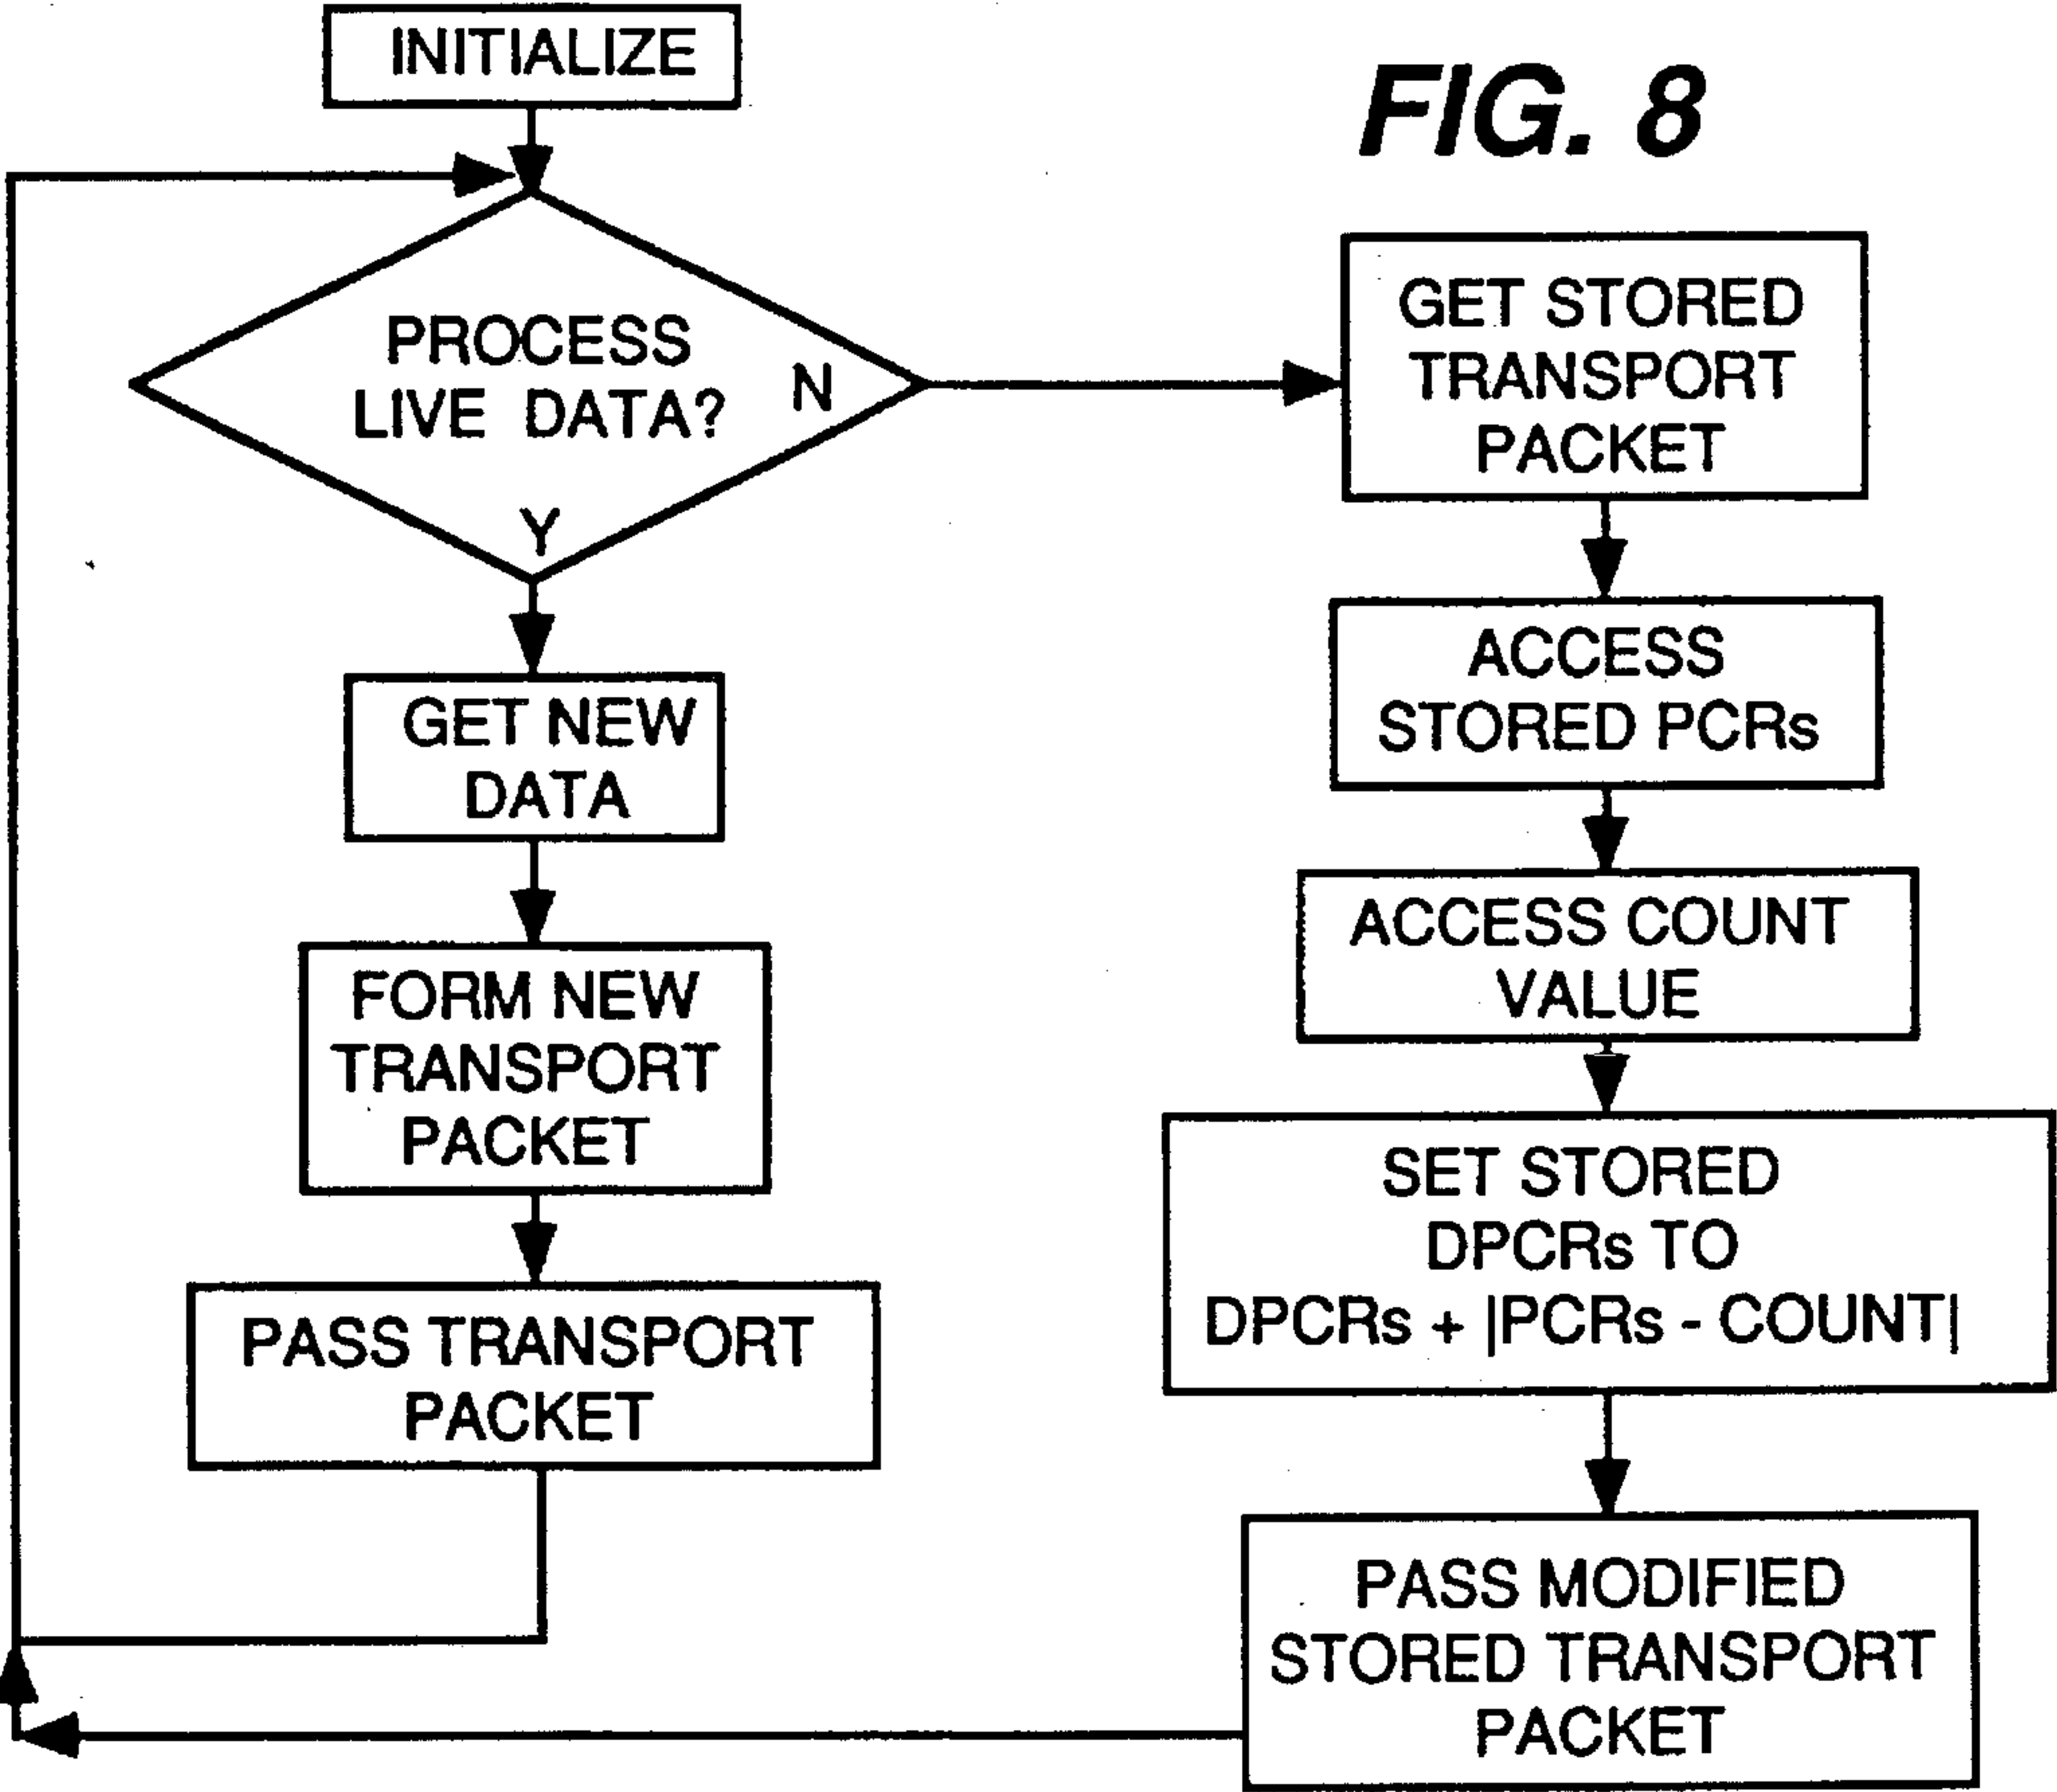 INITIALIZE
FIG. 8
PROCESS
LIVE DATA?
N
Y
GET NEW
DATA
FORM NEW
TRANSPORT
PACKET
PASS TRANSPORT
PACKET
GET STORED
TRANSPORT
PACKET
ACCESS
STORED PCRs
ACCESS COUNT
VALUE
SET STORED
DPCRs TO
DPCRs + |PCRs - COUNT|
PASS MODIFIED
STORED TRANSPORT
PACKET